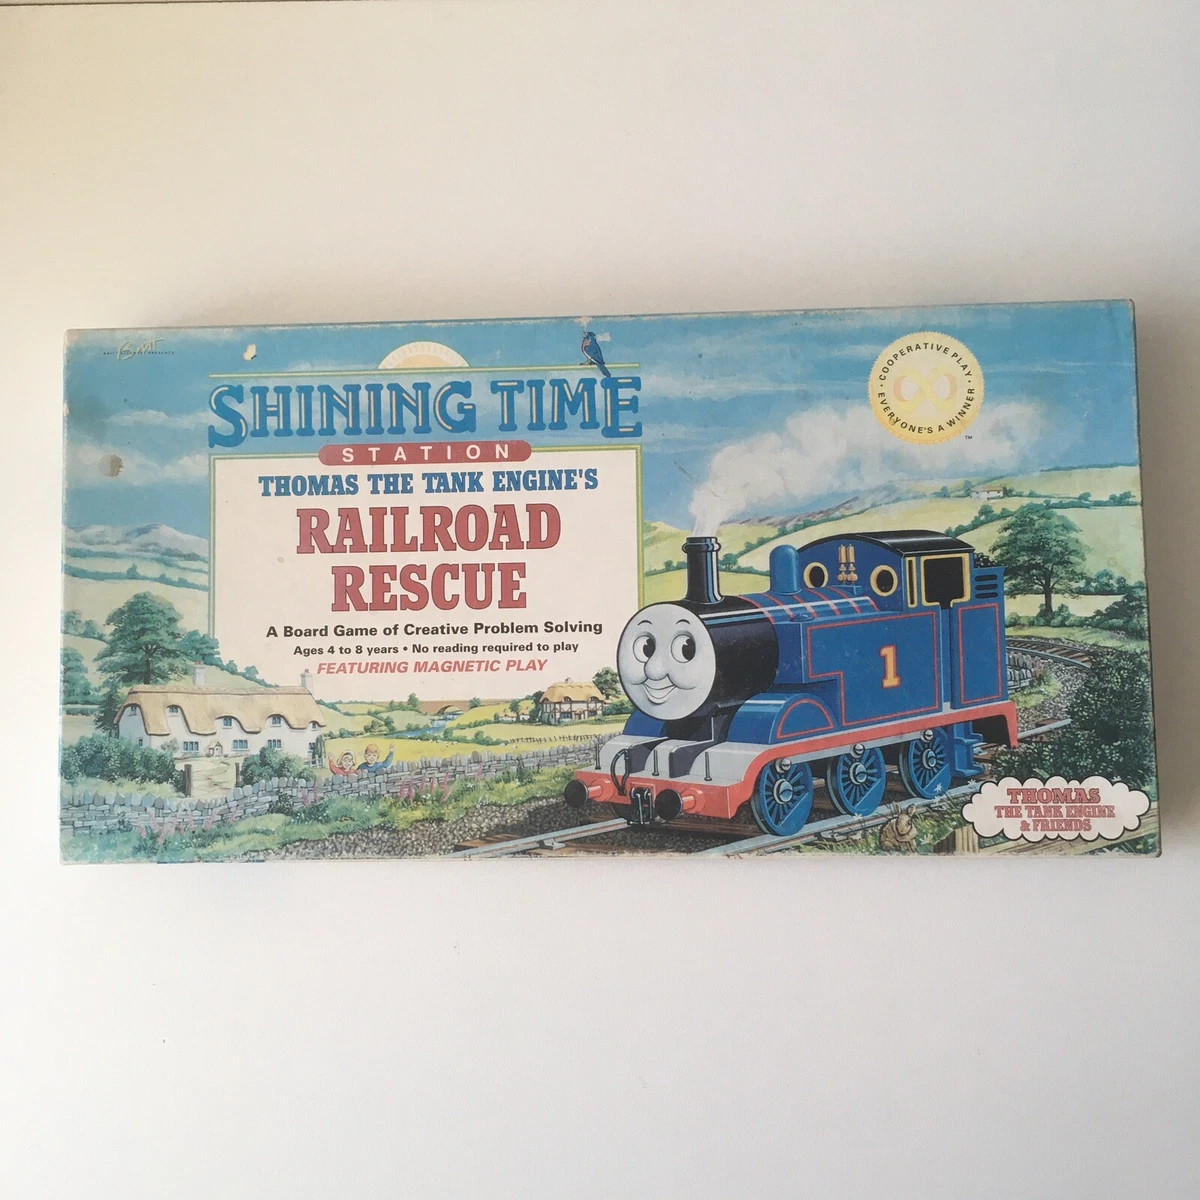 SHINING TIME
STATION
THOMAS THE TANK ENGINE'S
RAILROAD
RESCUE
A Board Game of Creative Problem Solving
Ages 4 to 8 years • No reading required to play
FEATURING MAGNETIC PLAY
• COOPERATIVE PLAY •
EVERYONE'S A WINNER
TM
1
THOMAS
THE TANK ENGINE
& FRIENDS